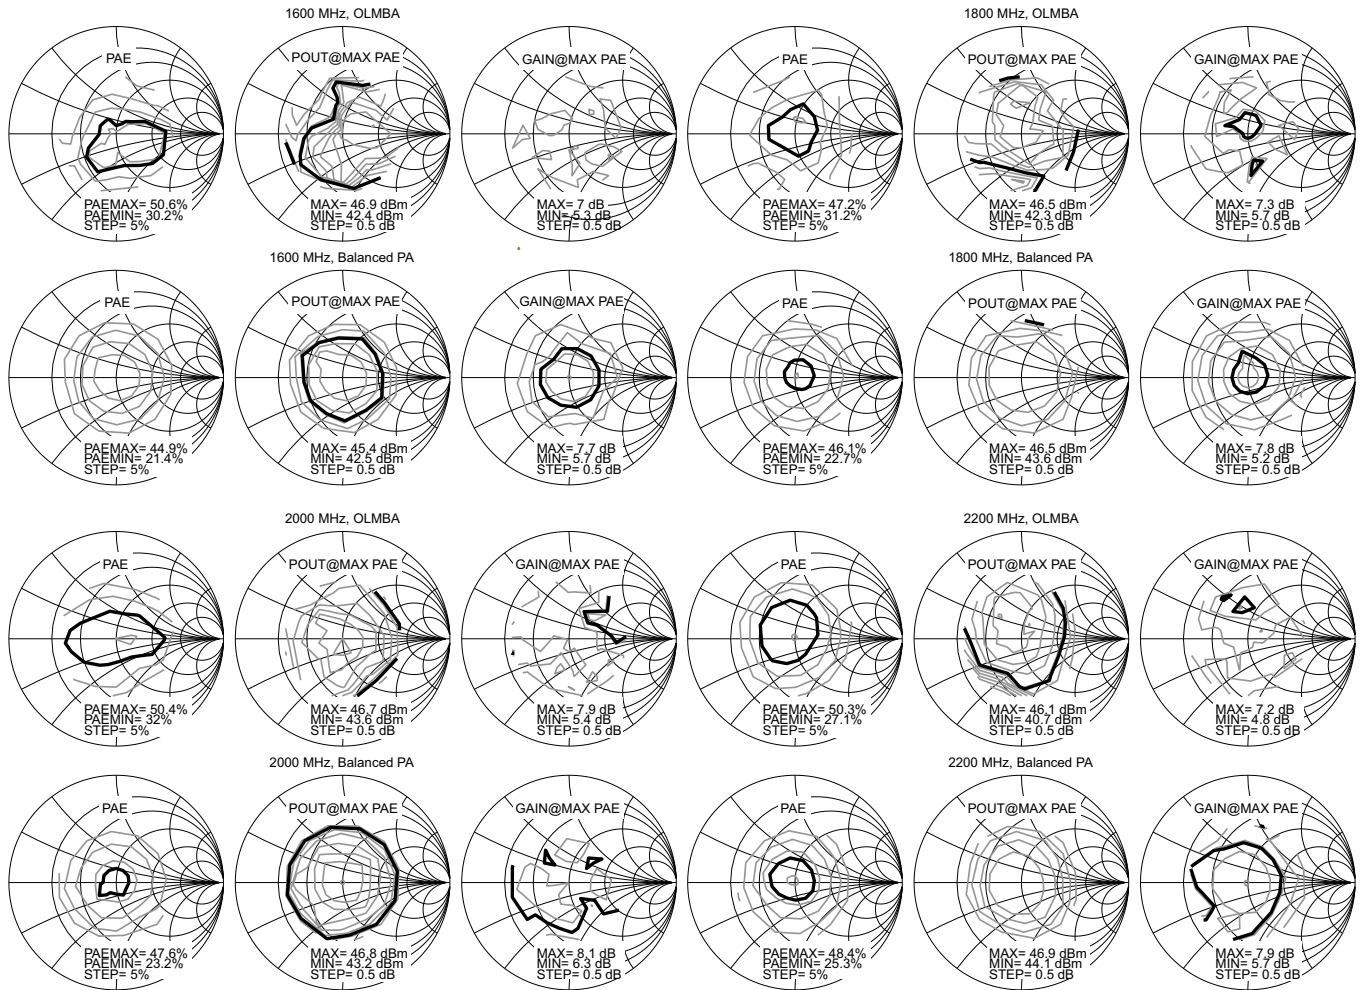 1600 MHz, OLMBA
PAE
POUT@MAX PAE
GAIN@MAX PAE
PAEMAX= 50.6%
PAEMIN= 30.2%
STEP= 5%
MAX= 46.9 dBm
MIN= 42.4 dBm
STEP= 0.5 dB
MAX= 7 dB
MIN= 5.3 dB
STEP= 0.5 dB
1800 MHz, OLMBA
PAE
POUT@MAX PAE
GAIN@MAX PAE
PAEMAX= 47.2%
PAEMIN= 31.2%
STEP= 5%
MAX= 46.5 dBm
MIN= 42.3 dBm
STEP= 0.5 dB
MAX= 7.3 dB
MIN= 5.7 dB
STEP= 0.5 dB
1600 MHz, Balanced PA
PAE
POUT@MAX PAE
GAIN@MAX PAE
PAEMAX= 44.9%
PAEMIN= 21.4%
STEP= 5%
MAX= 45.4 dBm
MIN= 42.5 dBm
STEP= 0.5 dB
MAX= 7.7 dB
MIN= 5.7 dB
STEP= 0.5 dB
1800 MHz, Balanced PA
PAE
POUT@MAX PAE
GAIN@MAX PAE
PAEMAX= 46.1%
PAEMIN= 22.7%
STEP= 5%
MAX= 46.5 dBm
MIN= 43.6 dBm
STEP= 0.5 dB
MAX= 7.8 dB
MIN= 5.2 dB
STEP= 0.5 dB
2000 MHz, OLMBA
PAE
POUT@MAX PAE
GAIN@MAX PAE
PAEMAX= 50.4%
PAEMIN= 32%
STEP= 5%
MAX= 46.7 dBm
MIN= 43.6 dBm
STEP= 0.5 dB
MAX= 7.9 dB
MIN= 5.4 dB
STEP= 0.5 dB
2200 MHz, OLMBA
PAE
POUT@MAX PAE
GAIN@MAX PAE
PAEMAX= 50.3%
PAEMIN= 27.1%
STEP= 5%
MAX= 46.1 dBm
MIN= 40.7 dBm
STEP= 0.5 dB
MAX= 7.2 dB
MIN= 4.8 dB
STEP= 0.5 dB
2000 MHz, Balanced PA
PAE
POUT@MAX PAE
GAIN@MAX PAE
PAEMAX= 47.6%
PAEMIN= 23.2%
STEP= 5%
MAX= 46.8 dBm
MIN= 43.2 dBm
STEP= 0.5 dB
MAX= 8.1 dB
MIN= 6.3 dB
STEP= 0.5 dB
2200 MHz, Balanced PA
PAE
POUT@MAX PAE
GAIN@MAX PAE
PAEMAX= 48.4%
PAEMIN= 25.3%
STEP= 5%
MAX= 46.9 dBm
MIN= 44.1 dBm
STEP= 0.5 dB
MAX= 7.9 dB
MIN= 5.7 dB
STEP= 0.5 dB